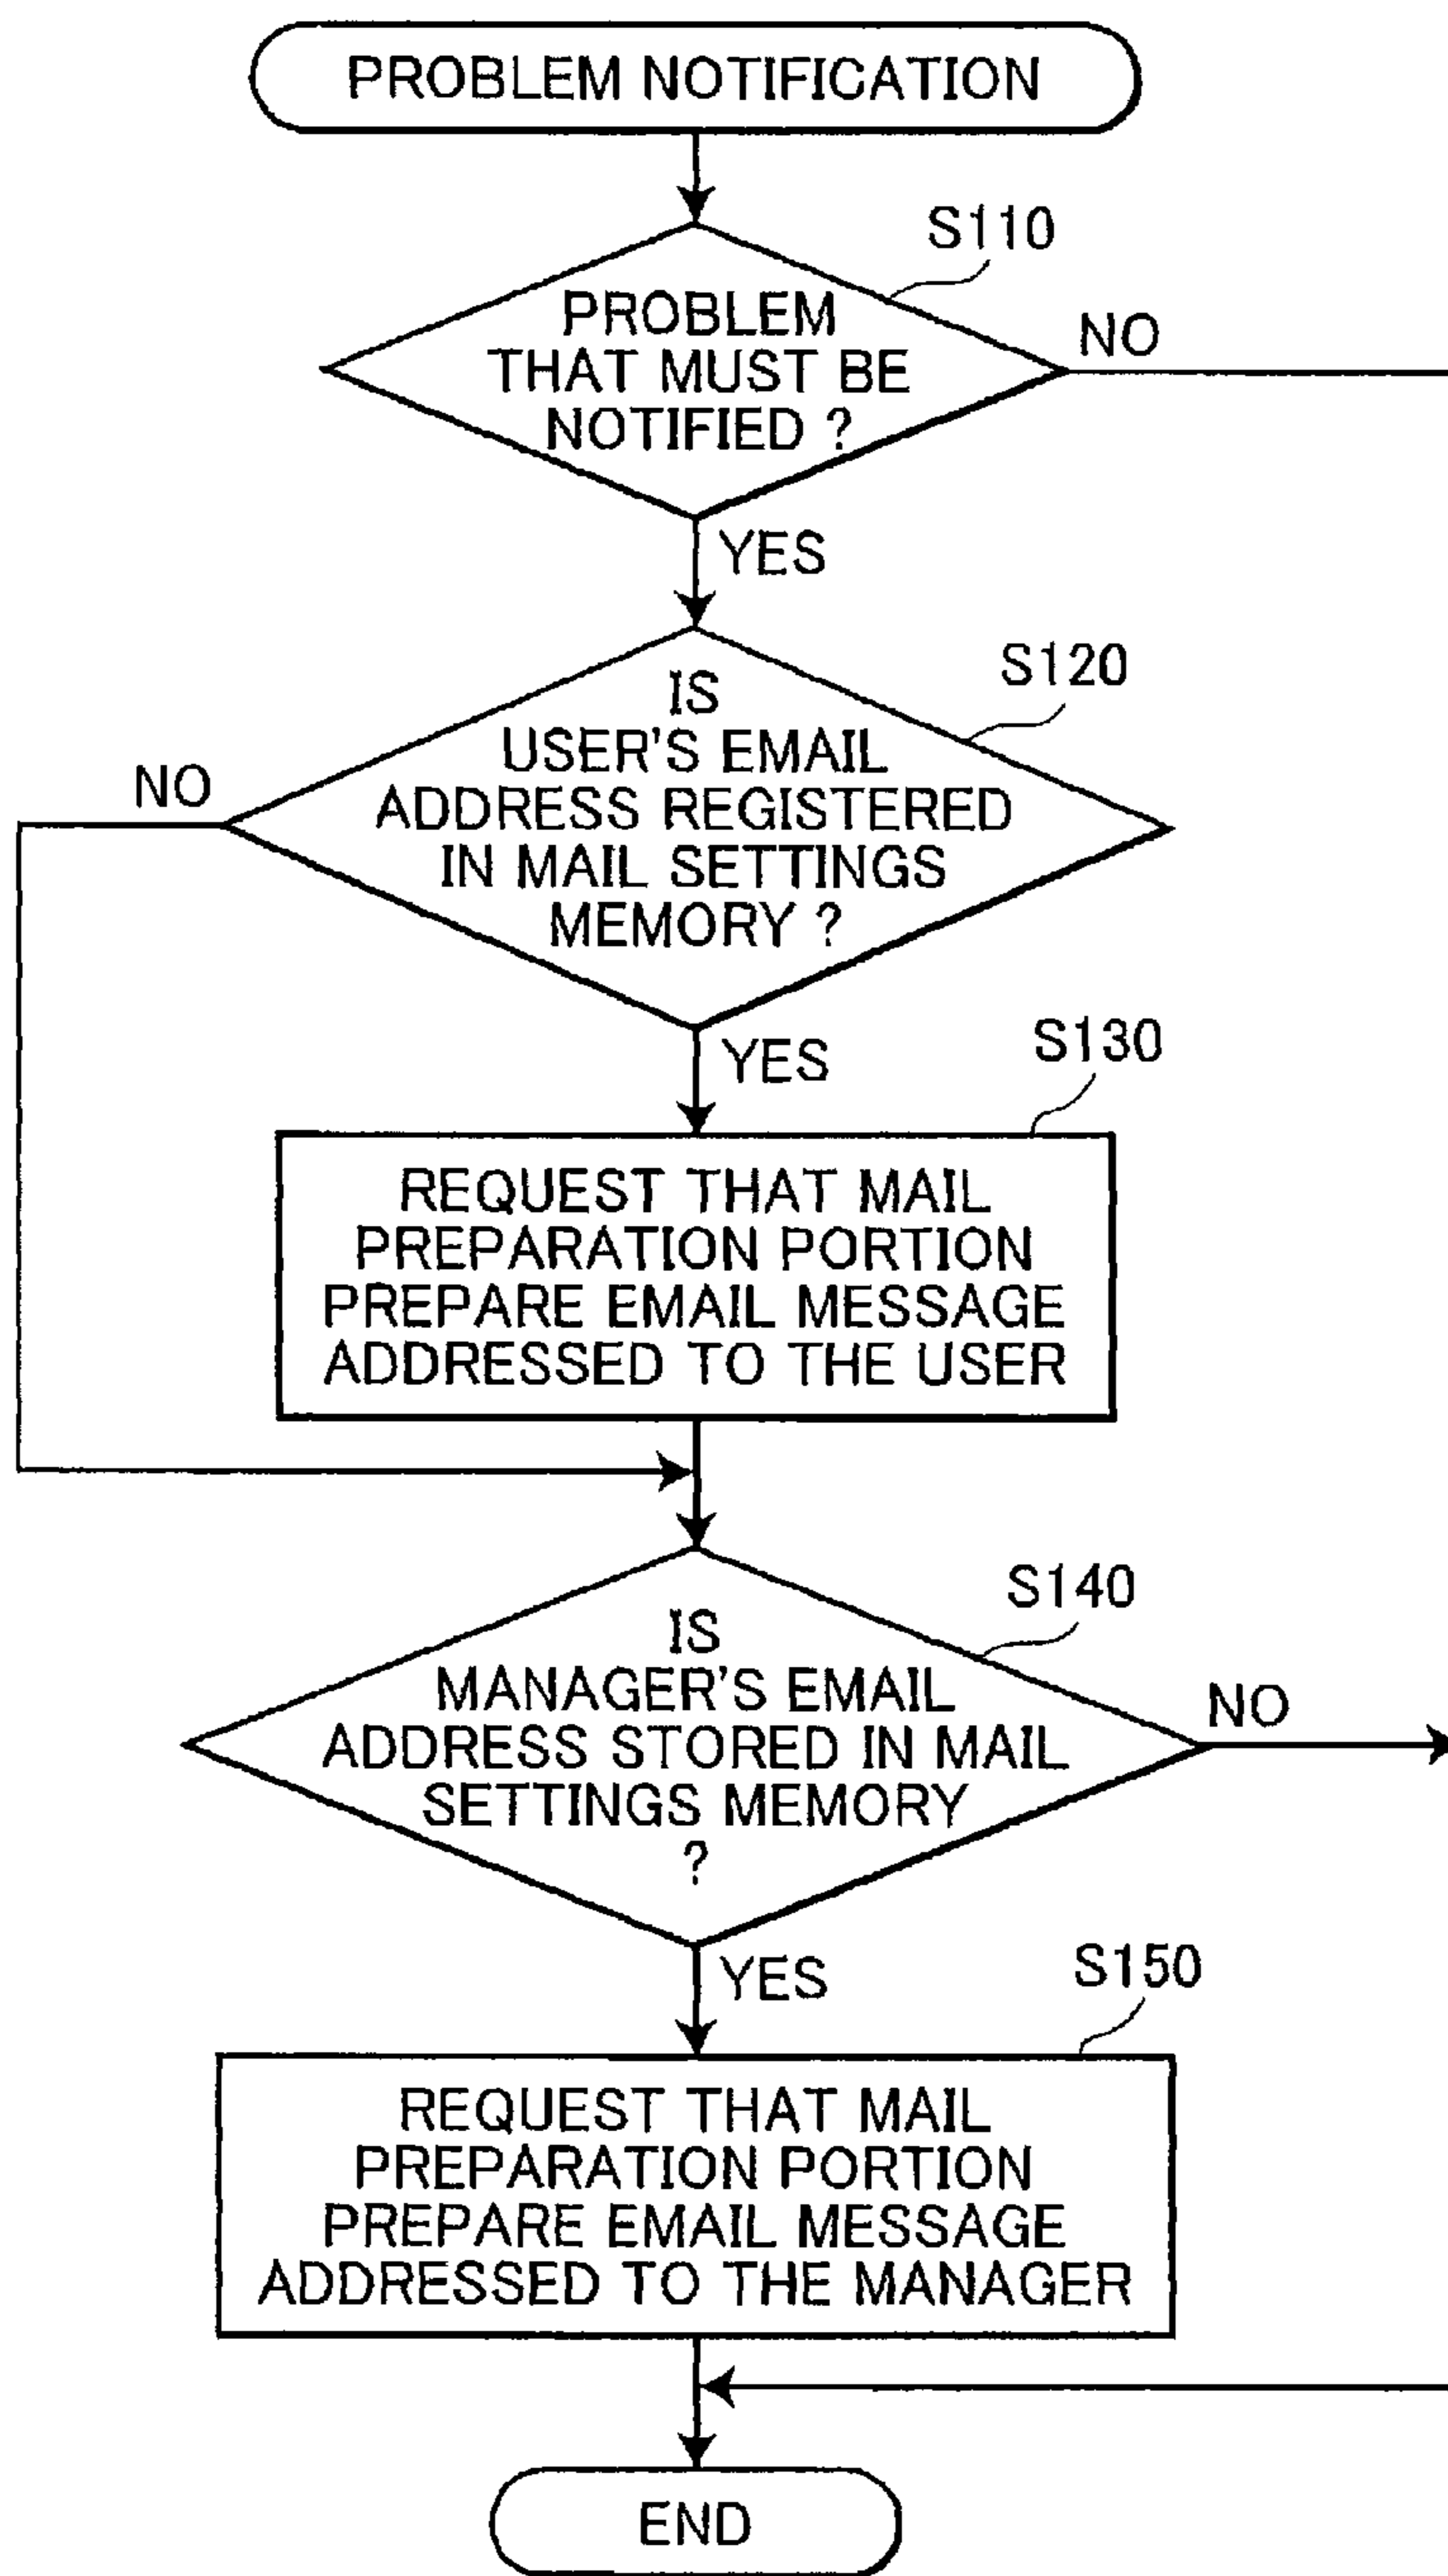 PROBLEM NOTIFICATION
S110
PROBLEM
THAT MUST BE
NOTIFIED ?
NO
YES
S120
IS
USER'S EMAIL
ADDRESS REGISTERED
IN MAIL SETTINGS
MEMORY ?
NO
YES
S130
REQUEST THAT MAIL
PREPARATION PORTION
PREPARE EMAIL MESSAGE
ADDRESSED TO THE USER
S140
IS
MANAGER'S EMAIL
ADDRESS STORED IN MAIL
SETTINGS MEMORY
?
NO
YES
S150
REQUEST THAT MAIL
PREPARATION PORTION
PREPARE EMAIL MESSAGE
ADDRESSED TO THE MANAGER
END